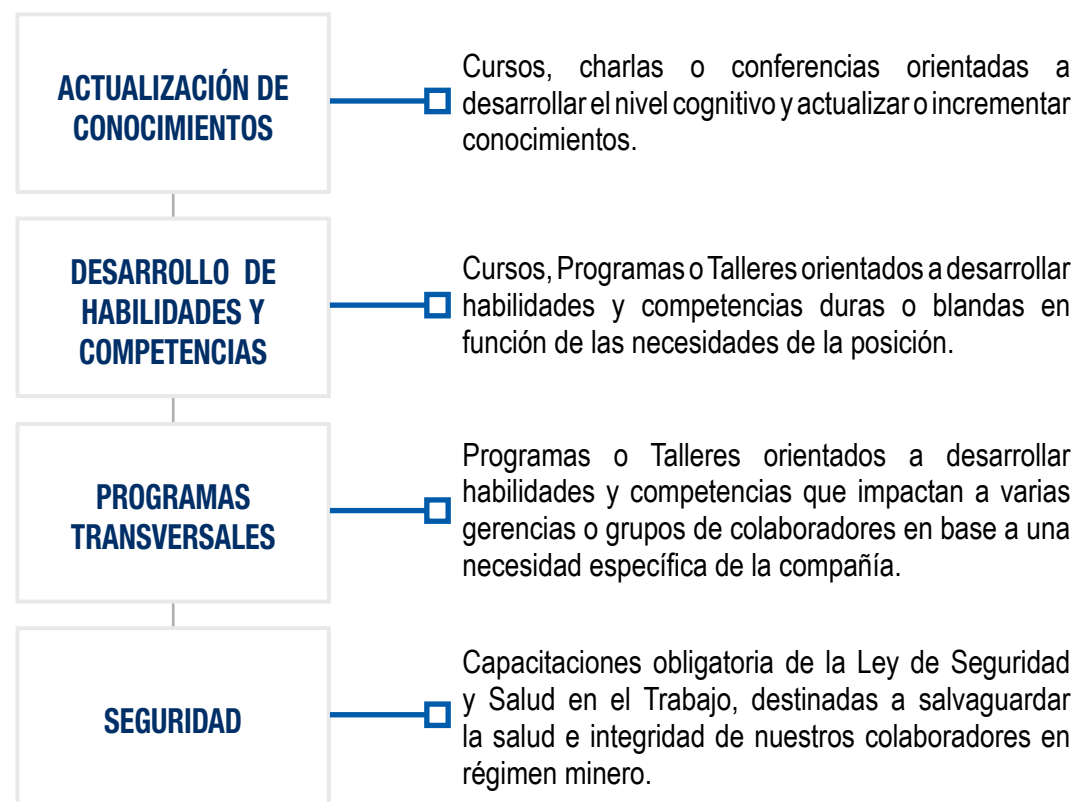 ACTUALIZACIÓN DE
CONOCIMIENTOS
Cursos, charlas o conferencias orientadas a
desarrollar el nivel cognitivo y actualizar o incrementar
conocimientos.
DESARROLLO DE
HABILIDADES Y
COMPETENCIAS
Cursos, Programas o Talleres orientados a desarrollar
habilidades y competencias duras o blandas en
función de las necesidades de la posición.
PROGRAMAS
TRANSVERSALES
Programas o Talleres orientados a desarrollar
habilidades y competencias que impactan a varias
gerencias o grupos de colaboradores en base a una
necesidad específica de la compañía.
SEGURIDAD
Capacitaciones obligatoria de la Ley de Seguridad
y Salud en el Trabajo, destinadas a salvaguardar
la salud e integridad de nuestros colaboradores en
régimen minero.